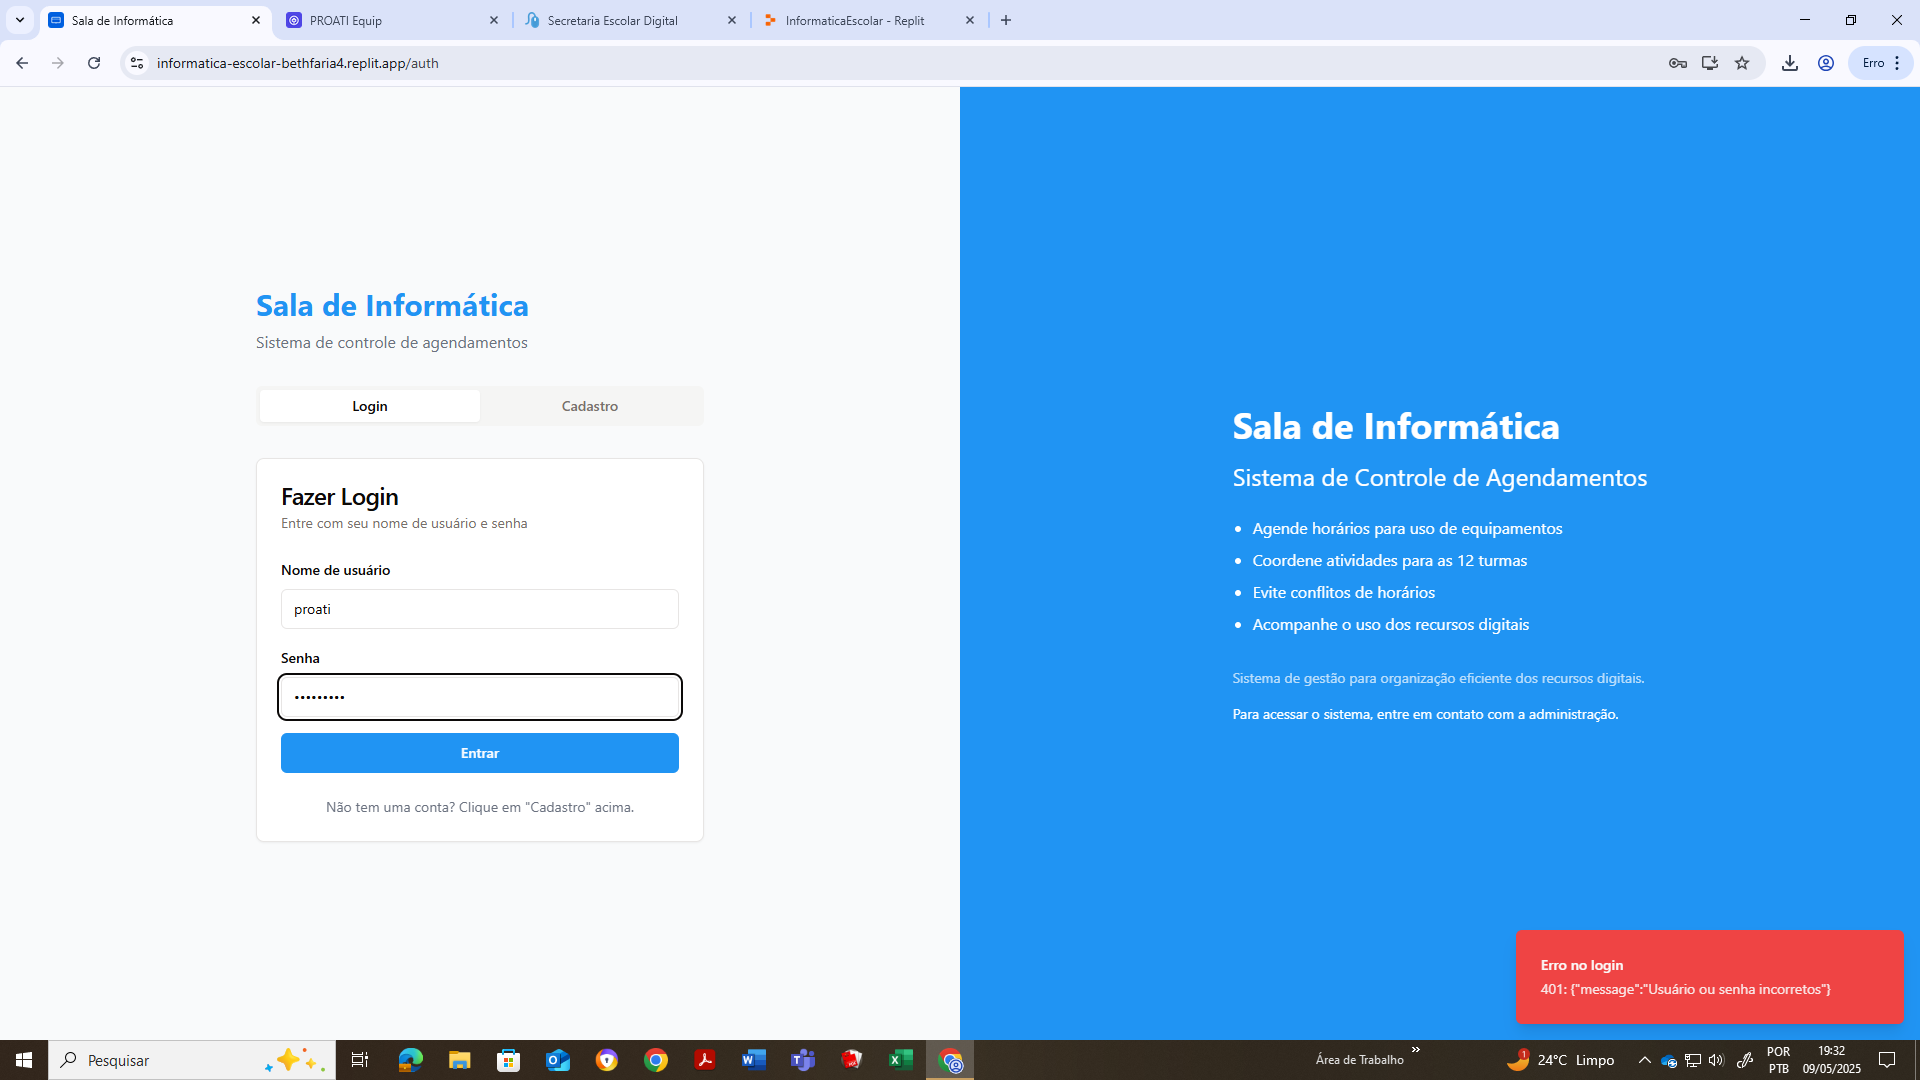 Sala de Informática
PROATI Equip
Secretaria Escolar Digital
InformaticaEscolar - Replit
informatica-escolar-bethfaria4.replit.app/auth
Erro
Sala de Informática
Sistema de controle de agendamentos
Login
Cadastro
Fazer Login
Entre com seu nome de usuário e senha
Nome de usuário
proati
Senha
•••••••••
Entrar
Não tem uma conta? Clique em "Cadastro" acima.
Sala de Informática
Sistema de Controle de Agendamentos
• Agende horários para uso de equipamentos
• Coordene atividades para as 12 turmas
• Evite conflitos de horários
• Acompanhe o uso dos recursos digitais
Sistema de gestão para organização eficiente dos recursos digitais.
Para acessar o sistema, entre em contato com a administração.
Erro no login
401: {"message":"Usuário ou senha incorretos"}
Pesquisar
Área de Trabalho
1
24°C Limpo
POR
PTB
19:32
09/05/2025